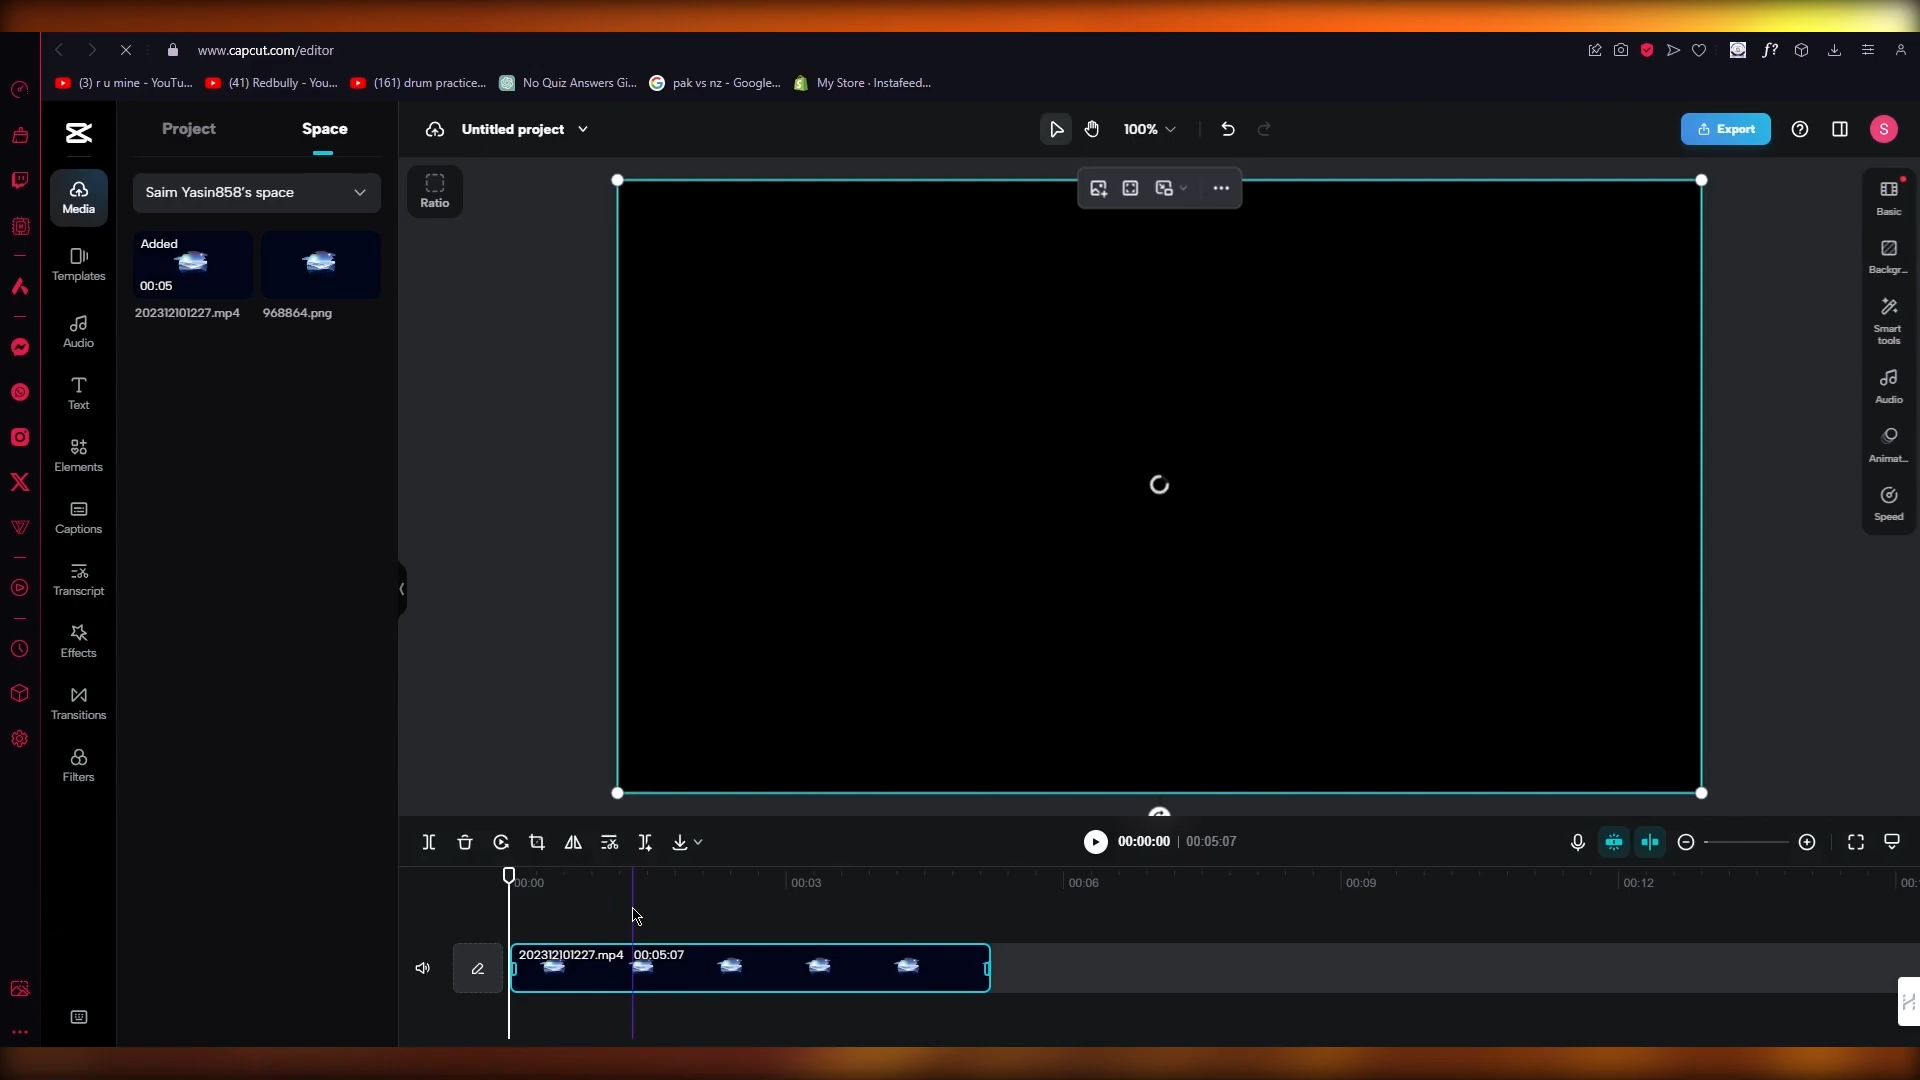 www.capcut.com/editor
(3) r u mine - YouTu...
(41) Redbully - You...
(161) drum practice...
No Quiz Answers Gi...
pak vs nz - Google...
My Store · Instafeed...
Project
Space
Untitled project
100%
Export
S
Saim Yasin858's space
Ratio
Media
Templates
Audio
Text
Elements
Captions
Transcript
Effects
Transitions
Filters
Added
00:05
202312101227.mp4
968864.png
Basic
Backgr...
Smart
tools
Audio
Animat...
Speed
00:00:00 | 00:05:07
00:00
00:03
00:06
00:09
00:12
00:
202312101227.mp4 00:05:07